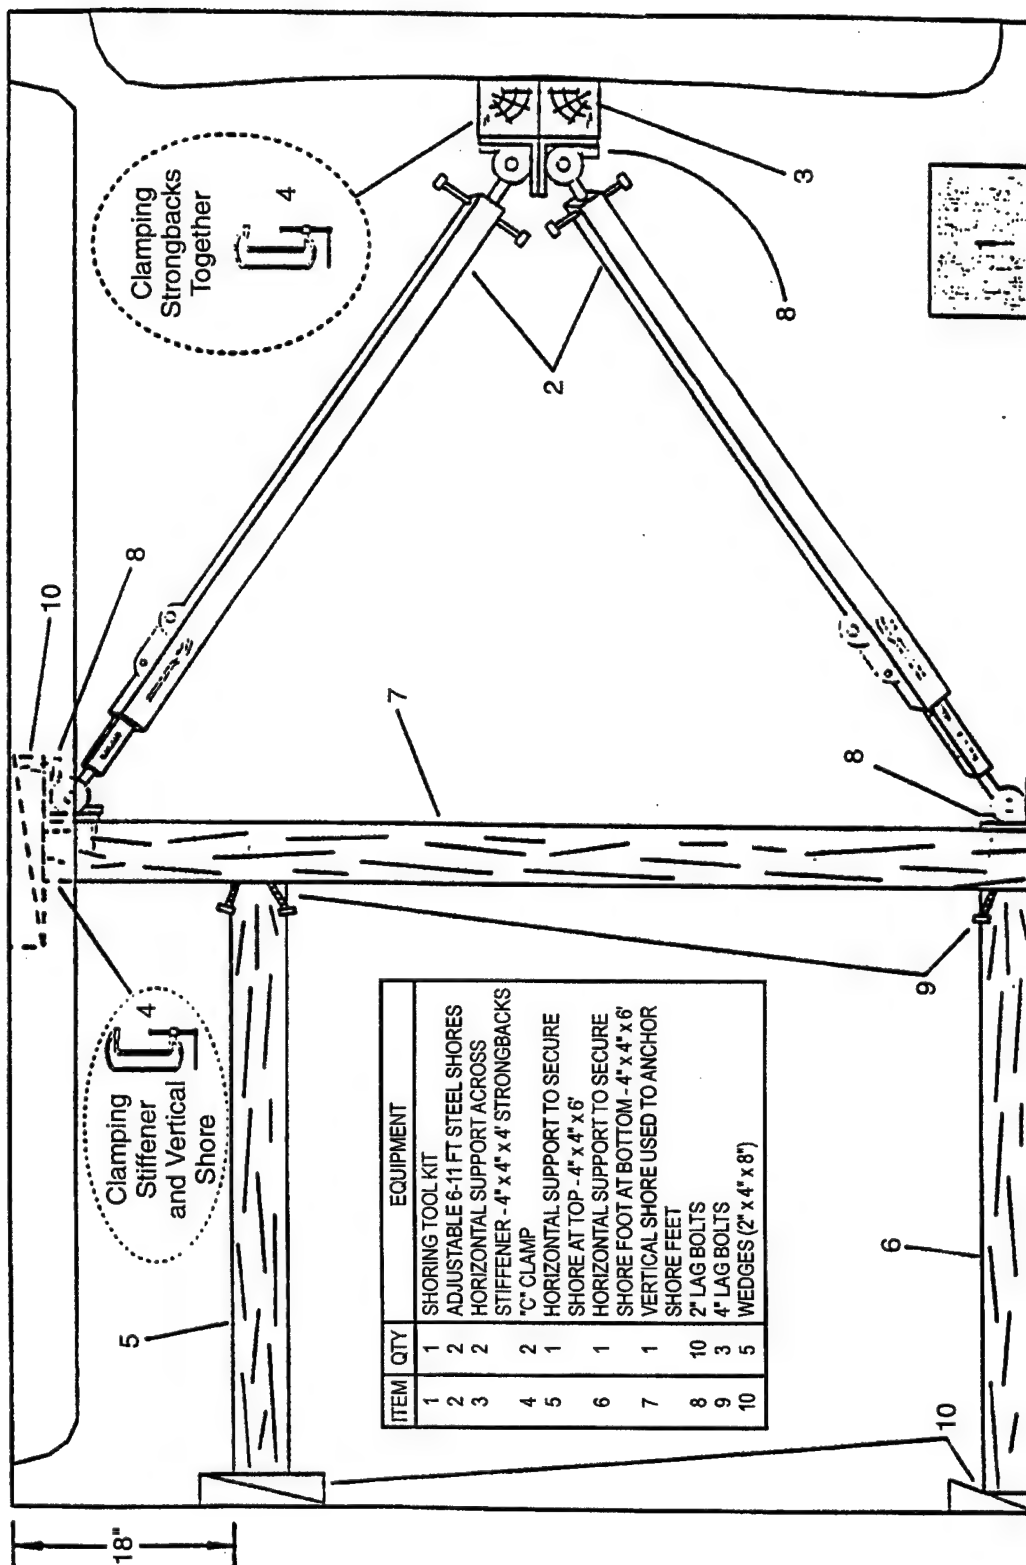 18"
5
Clamping
Stiffener
and Vertical
Shore
4
10
8
7
Clamping
Strongbacks
Together
4
2
8
3
8
9
6
10
1
ITEM QTY EQUIPMENT
1 1 SHORING TOOL KIT
2 2 ADJUSTABLE 6-11 FT STEEL SHORES
3 2 HORIZONTAL SUPPORT ACROSS
STIFFENER - 4" x 4" x 4' STRONGBACKS
4 2 "C" CLAMP
5 1 HORIZONTAL SUPPORT TO SECURE
SHORE AT TOP - 4" x 4" x 6'
6 1 HORIZONTAL SUPPORT TO SECURE
SHORE FOOT AT BOTTOM - 4" x 4" x 6'
7 1 VERTICAL SHORE USED TO ANCHOR
SHORE FEET
8 10 2" LAG BOLTS
9 3 4" LAG BOLTS
10 5 WEDGES (2" x 4" x 8")